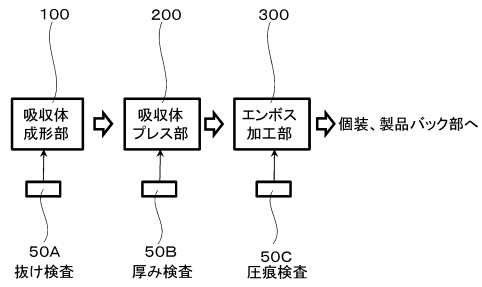 100
200
300
吸収体
成形部
吸収体
プレス部
エンボス
加工部
個装、製品バック部へ
50A
抜け検査
50B
厚み検査
50C
圧痕検査